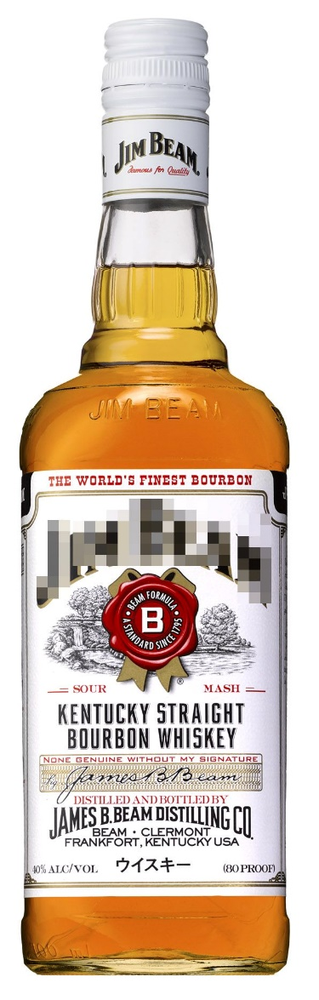 JIM BEAM.
Famous for Quality
JIM BEAM
THE WORLD'S FINEST BOURBON
BEAM FORMULA
B
A STANDARD SINCE 1795
®
SOUR MASH
KENTUCKY STRAIGHT
BOURBON WHISKEY
NONE GENUINE WITHOUT MY SIGNATURE
by James B. Beam
DISTILLED AND BOTTLED BY
JAMES B. BEAM DISTILLING CO.
BEAM · CLERMONT
FRANKFORT, KENTUCKY USA
40% ALC/VOL ウイスキー (80 PROOF)